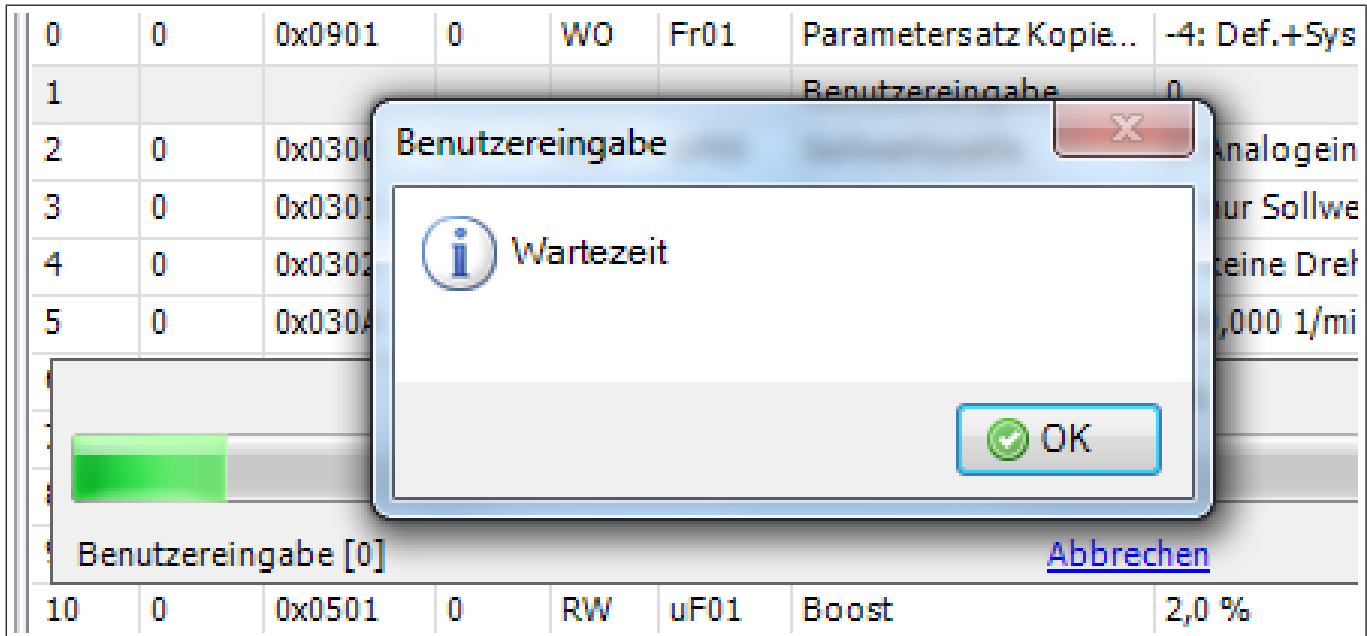 0 0 0x0901 0 WO Fr01 Parametersatz Kopie... -4: Def.+Sys
1 Benutzereingabe 0
Benutzereingabe
2 0 0x0300 Analogein
3 0 0x0301 nur Sollwe
Wartezeit
4 0 0x0302 keine Dreh
5 0 0x030A ,000 1/mi
OK
Benutzereingabe [0] Abbrechen
10 0 0x0501 0 RW uF01 Boost 2,0 %